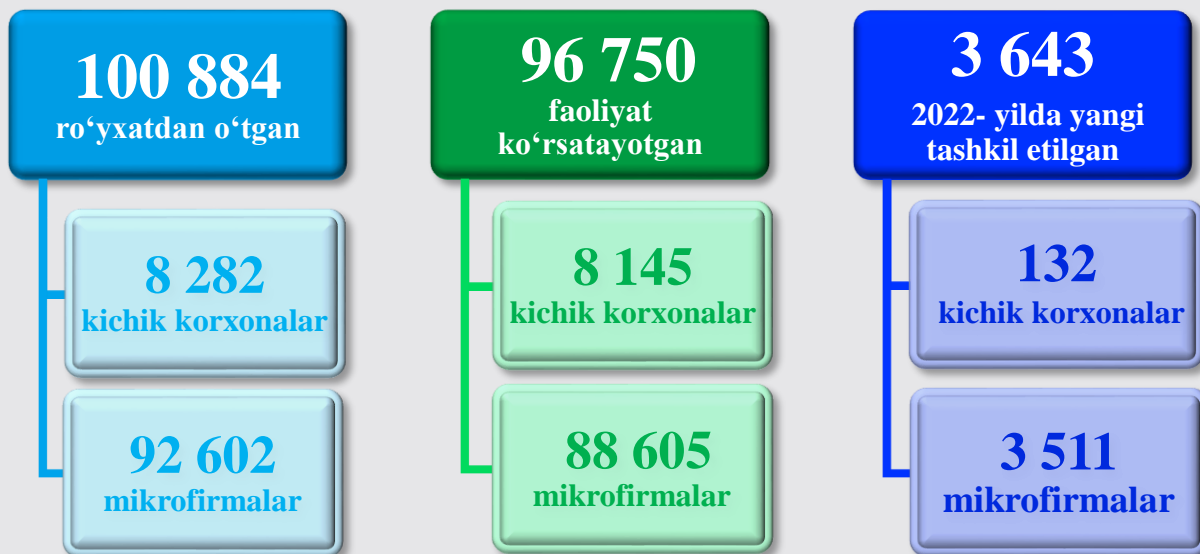 100 884
ro‘yxatdan o‘tgan
8 282
kichik korxonalar
92 602
mikrofirmalar
96 750
faoliyat
ko‘rsatayotgan
8 145
kichik korxonalar
88 605
mikrofirmalar
3 643
2022- yilda yangi
tashkil etilgan
132
kichik korxonalar
3 511
mikrofirmalar